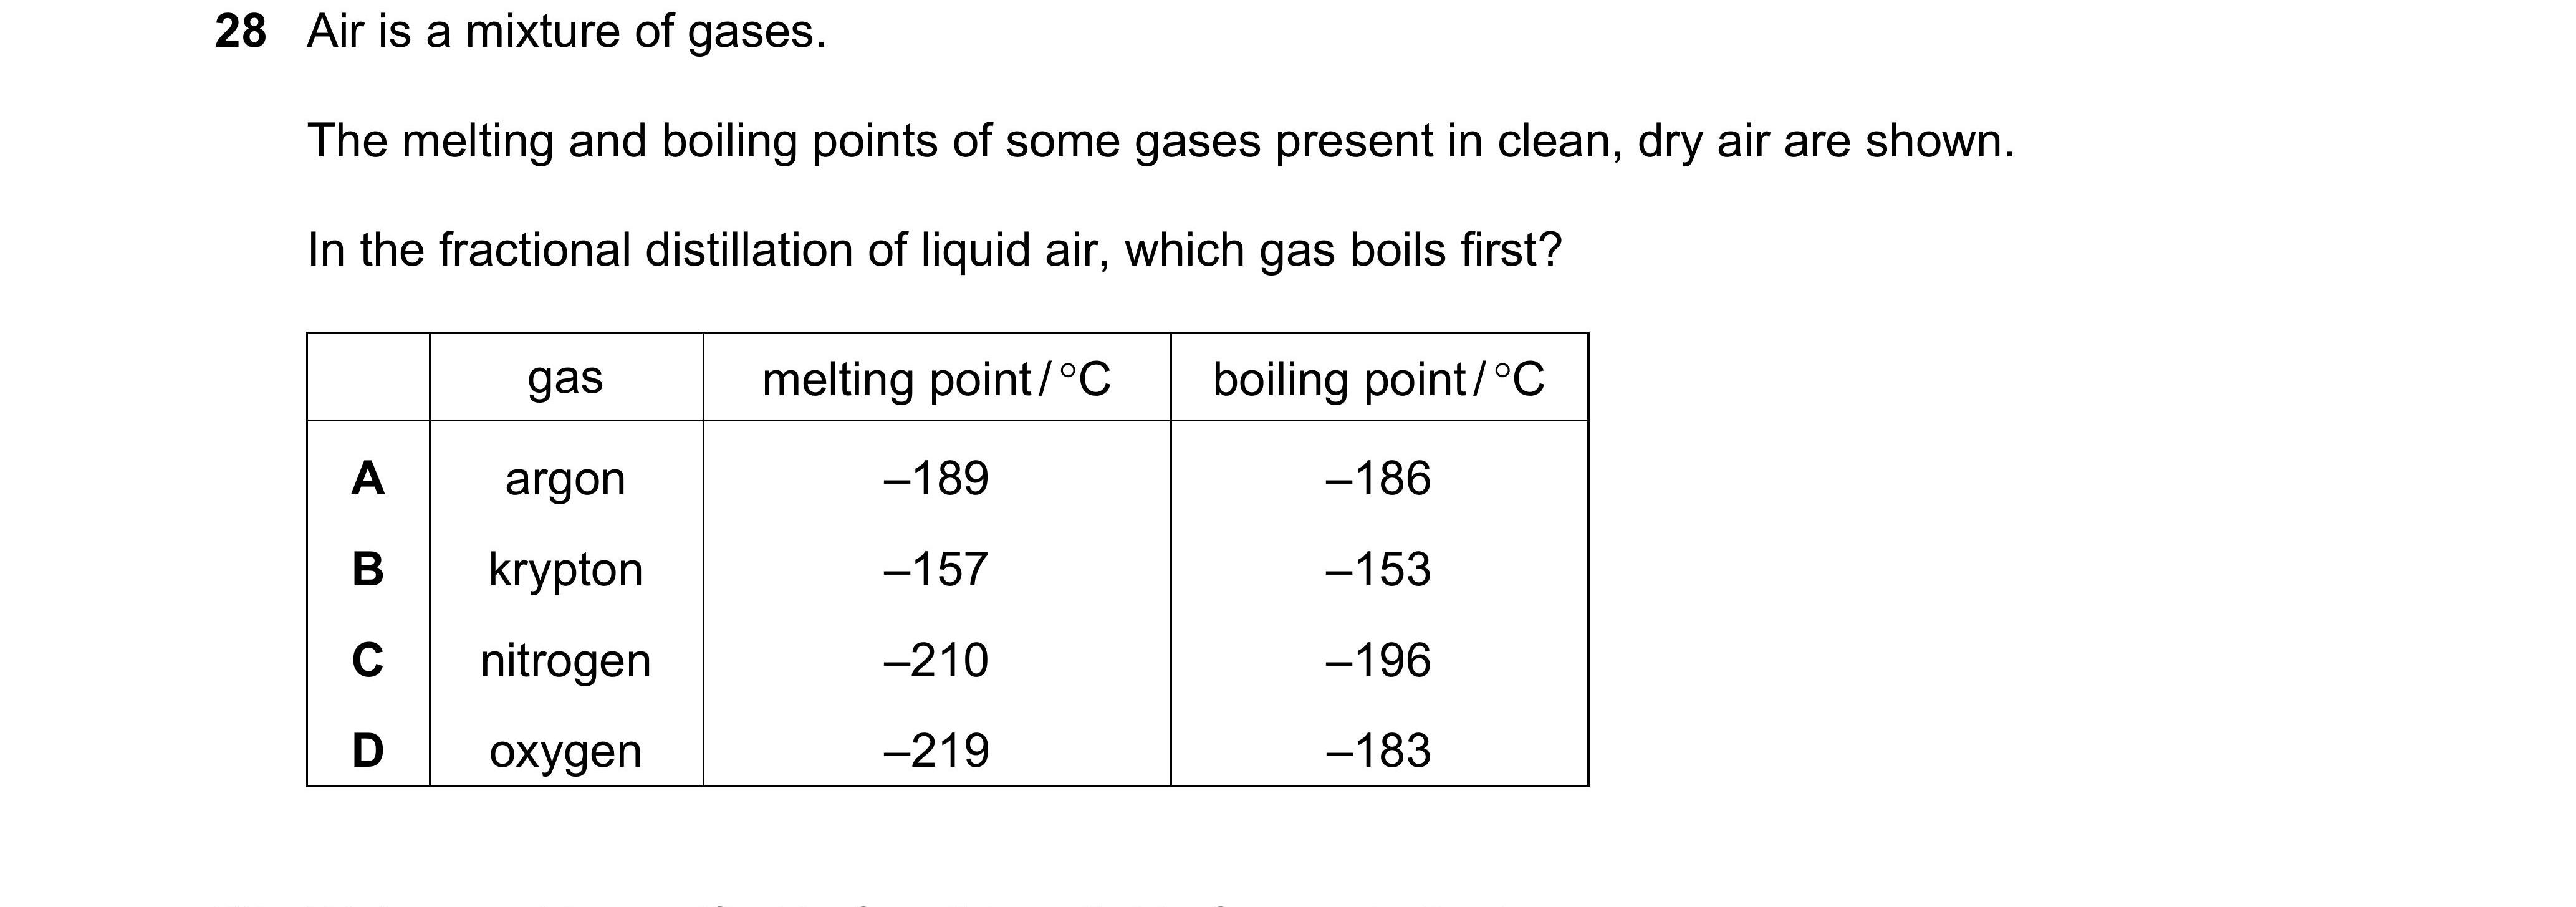 28 Air is a mixture of gases.
The melting and boiling points of some gases present in clean, dry air are shown.
In the fractional distillation of liquid air, which gas boils first?
gas melting point / °C boiling point / °C
A argon –189 –186
B krypton –157 –153
C nitrogen –210 –196
D oxygen –219 –183